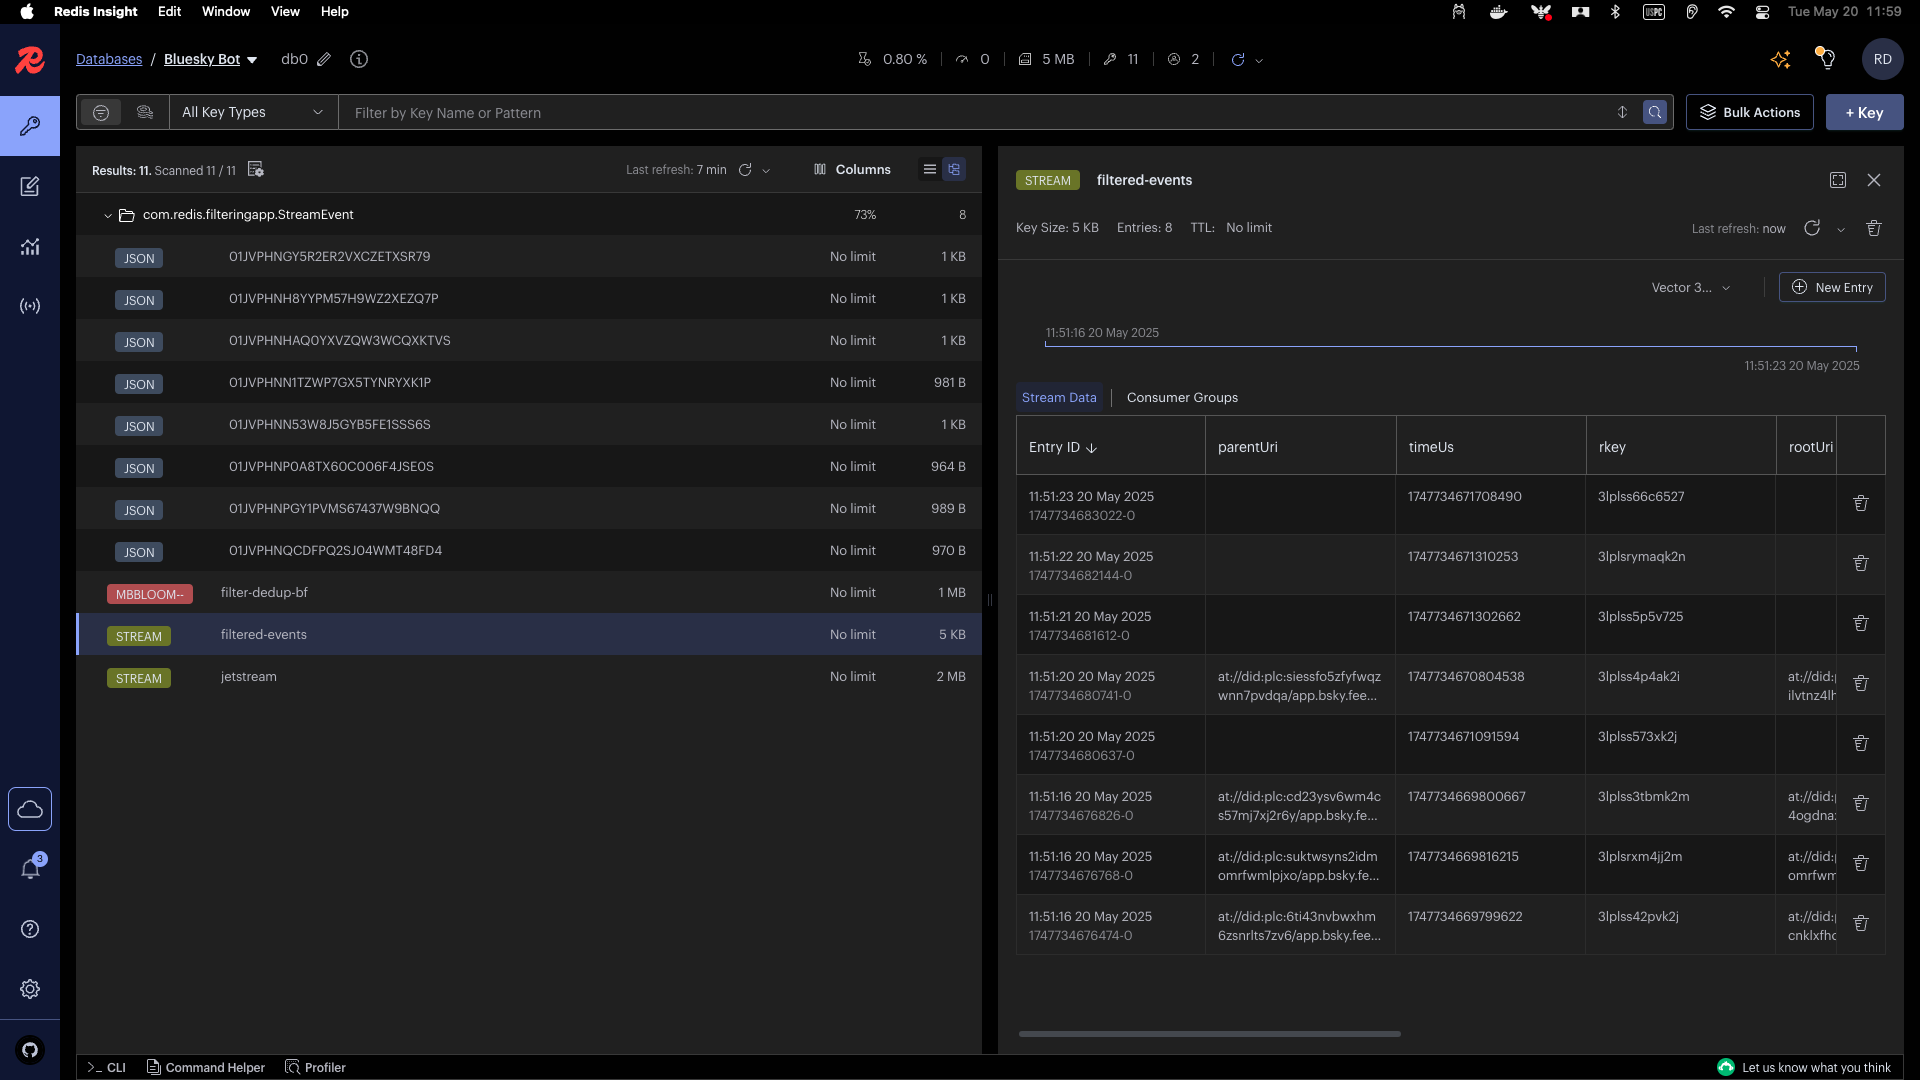 Redis Insight Edit Window View Help
USPC
Tue May 20 11:59
Databases / Bluesky Bot db0
0.80 % 0 5 MB 11 2
RD
All Key Types
Filter by Key Name or Pattern
Bulk Actions
+ Key
Results: 11. Scanned 11 / 11
Last refresh: 7 min
Columns
com.redis.filteringapp.StreamEvent 73% 8
JSON 01JVPHNGY5R2ER2VXCZETXSR79 No limit 1 KB
JSON 01JVPHNH8YYPM57H9WZ2XEZQ7P No limit 1 KB
JSON 01JVPHNHAQ0YXVZQW3WCQXKTVS No limit 1 KB
JSON 01JVPHNN1TZWP7GX5TYNRYXK1P No limit 981 B
JSON 01JVPHNN53W8J5GYB5FE1SSS6S No limit 1 KB
JSON 01JVPHNP0A8TX60C006F4JSE0S No limit 964 B
JSON 01JVPHNPGY1PVMS67437W9BNQQ No limit 989 B
JSON 01JVPHNQCDFPQ2SJ04WMT48FD4 No limit 970 B
MBBLOOM-- filter-dedup-bf No limit 1 MB
STREAM filtered-events No limit 5 KB
STREAM jetstream No limit 2 MB
STREAM filtered-events
Key Size: 5 KB Entries: 8 TTL: No limit
Last refresh: now
Vector 3...
New Entry
11:51:16 20 May 2025
11:51:23 20 May 2025
Stream Data Consumer Groups
Entry ID parentUri timeUs rkey rootUri
11:51:23 20 May 2025 1747734671708490 3lplss66c6527
1747734683022-0
11:51:22 20 May 2025 1747734671310253 3lplsrymaqk2n
1747734682144-0
11:51:21 20 May 2025 1747734671302662 3lplss5p5v725
1747734681612-0
11:51:20 20 May 2025 at://did:plc:siessfo5zfyfwqz 1747734670804538 3lplss4p4ak2i at://did:p
1747734680741-0 wnn7pvdqa/app.bsky.fee... ilvtnz4lh
11:51:20 20 May 2025 1747734671091594 3lplss573xk2j
1747734680637-0
11:51:16 20 May 2025 at://did:plc:cd23ysv6wm4c 1747734669800667 3lplss3tbmk2m at://did:p
1747734676826-0 s57mj7xj2r6y/app.bsky.fe... 4ogdna
11:51:16 20 May 2025 at://did:plc:suktwsyns2idm 1747734669816215 3lplsrxm4jj2m at://did:p
1747734676768-0 omrfwmlpjxo/app.bsky.fe... omrfwm
11:51:16 20 May 2025 at://did:plc:6ti43nvbwxhm 1747734669799622 3lplss42pvk2j at://did:p
1747734676474-0 6zsnrlts7zv6/app.bsky.fee... cnklxfhc
3
>_ CLI Command Helper Profiler
Let us know what you think